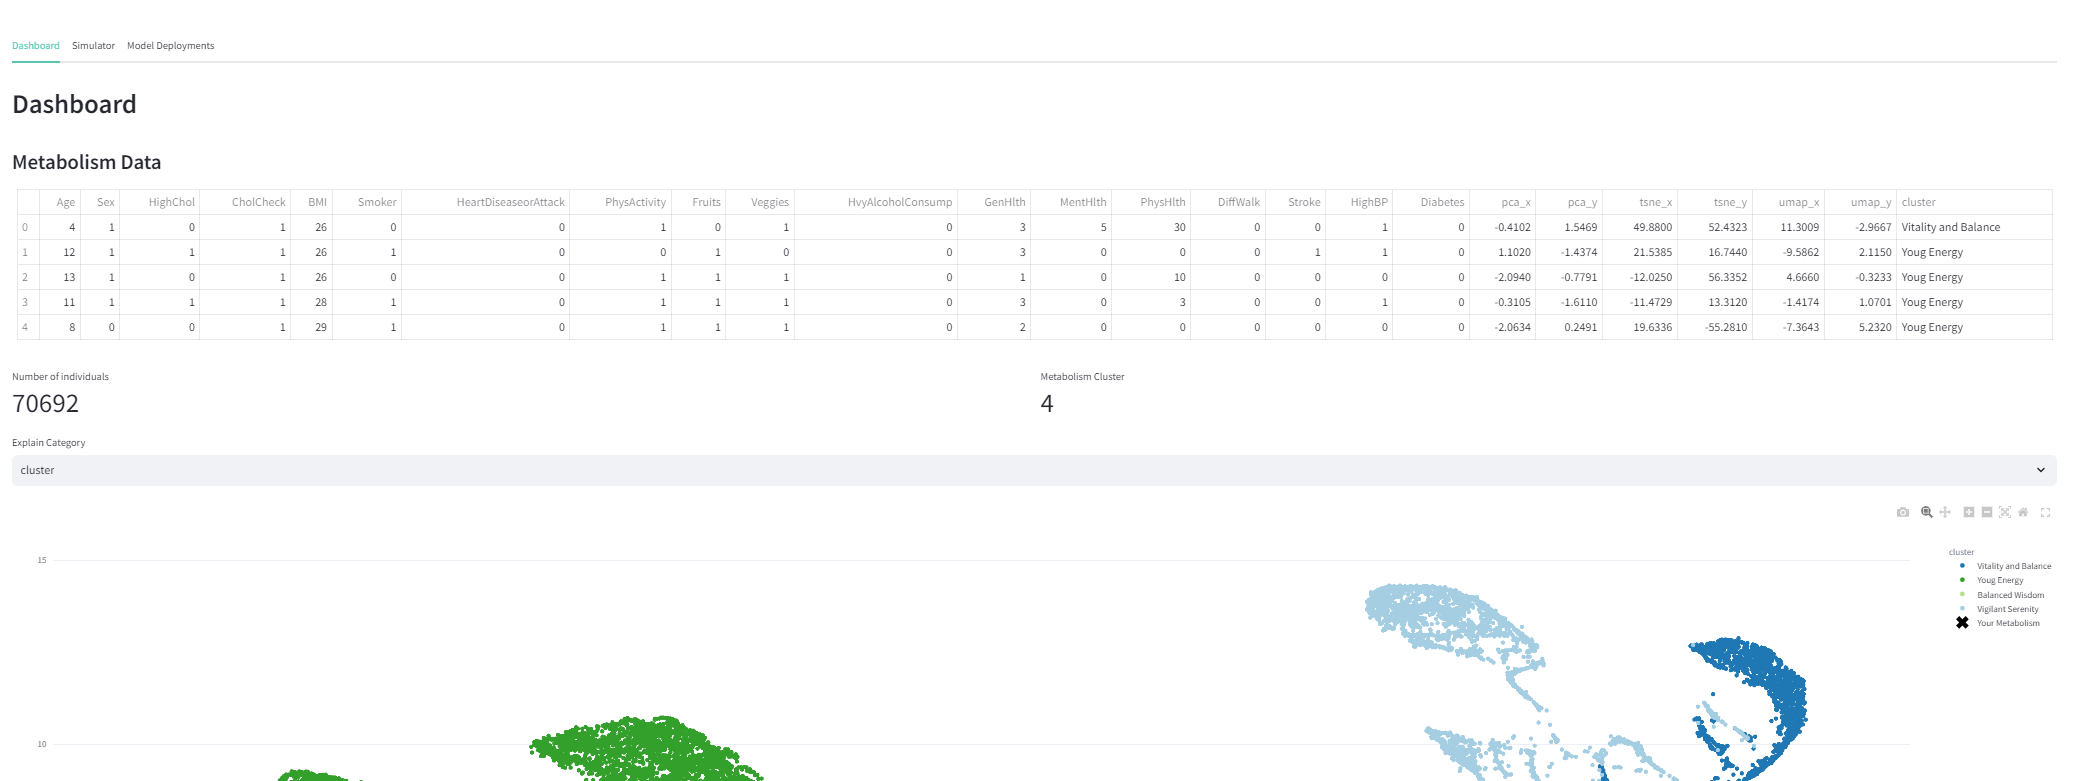 Dashboard Simulator Model Deployments
Dashboard
Metabolism Data
Age Sex HighChol CholCheck BMI Smoker HeartDiseaseorAttack PhysActivity Fruits Veggies HvyAlcoholConsump GenHlth MentHlth PhysHlth DiffWalk Stroke HighBP Diabetes pca_x pca_y tsne_x tsne_y umap_x umap_y cluster
0 4 1 0 1 26 0 0 1 0 1 0 3 5 30 0 0 1 0 -0.4102 1.5469 49.8800 52.4323 11.3009 -2.9667 Vitality and Balance
1 12 1 1 1 26 1 0 0 1 0 0 3 0 0 0 1 1 0 1.1020 -1.4374 21.5385 16.7440 -9.5862 2.1150 Youg Energy
2 13 1 0 1 26 0 0 1 1 1 0 1 0 10 0 0 0 0 -2.0940 -0.7791 -12.0250 56.3352 4.6660 -0.3233 Youg Energy
3 11 1 1 1 28 1 0 1 1 1 0 3 0 3 0 0 1 0 -0.3105 -1.6110 -11.4729 13.3120 -1.4174 1.0701 Youg Energy
4 8 0 0 1 29 1 0 1 1 1 0 2 0 0 0 0 0 0 -2.0634 0.2491 19.6336 -55.2810 -7.3643 5.2320 Youg Energy
Number of individuals Metabolism Cluster
70692 4
Explain Category
cluster
15
10
cluster
Vitality and Balance
Youg Energy
Balanced Wisdom
Vigilant Serenity
Your Metabolism